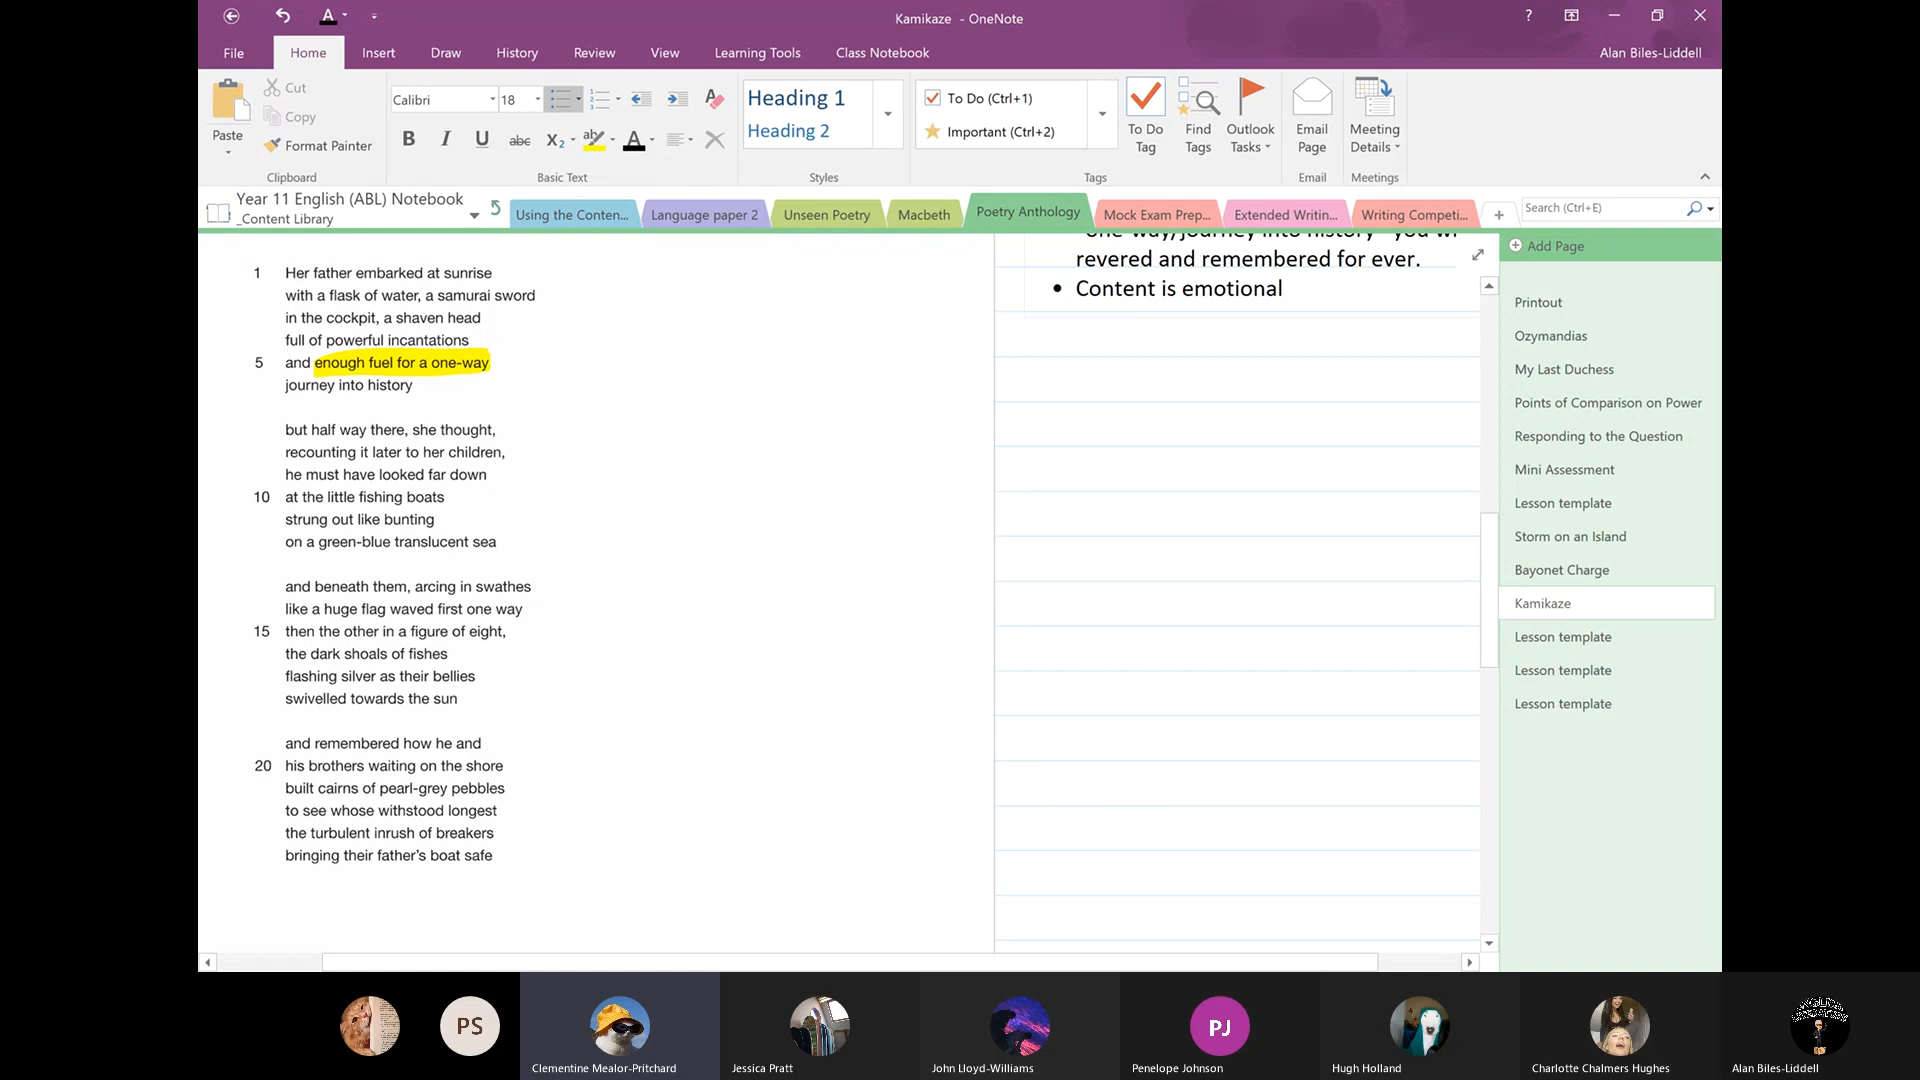 Kamikaze - OneNote
?
File
Home
Insert
Draw
History
Review
View
Learning Tools
Class Notebook
Alan Biles-Liddell
Paste
Cut
Copy
Format Painter
Clipboard
Calibri
18
B I U abc X2 A
Basic Text
Heading 1
Heading 2
Styles
To Do (Ctrl+1)
Important (Ctrl+2)
To Do
Tag
Find
Tags
Outlook
Tasks
Tags
Email
Page
Email
Meeting
Details
Meetings
Year 11 English (ABL) Notebook
_Content Library
Using the Conten...
Language paper 2
Unseen Poetry
Macbeth
Poetry Anthology
Mock Exam Prep...
Extended Writin...
Writing Competi...
+
Search (Ctrl+E)
1 Her father embarked at sunrise
with a flask of water, a samurai sword
in the cockpit, a shaven head
full of powerful incantations
5 and enough fuel for a one-way
journey into history
but half way there, she thought,
recounting it later to her children,
he must have looked far down
10 at the little fishing boats
strung out like bunting
on a green-blue translucent sea
and beneath them, arcing in swathes
like a huge flag waved first one way
15 then the other in a figure of eight,
the dark shoals of fishes
flashing silver as their bellies
swivelled towards the sun
and remembered how he and
20 his brothers waiting on the shore
built cairns of pearl-grey pebbles
to see whose withstood longest
the turbulent inrush of breakers
bringing their father's boat safe
one-way/journey into history you
revered and remembered for ever.
• Content is emotional
Add Page
Printout
Ozymandias
My Last Duchess
Points of Comparison on Power
Responding to the Question
Mini Assessment
Lesson template
Storm on an Island
Bayonet Charge
Kamikaze
Lesson template
Lesson template
Lesson template
PS
Clementine Mealor-Pritchard
Jessica Pratt
John Lloyd-Williams
PJ
Penelope Johnson
Hugh Holland
Charlotte Chalmers Hughes
Alan Biles-Liddell